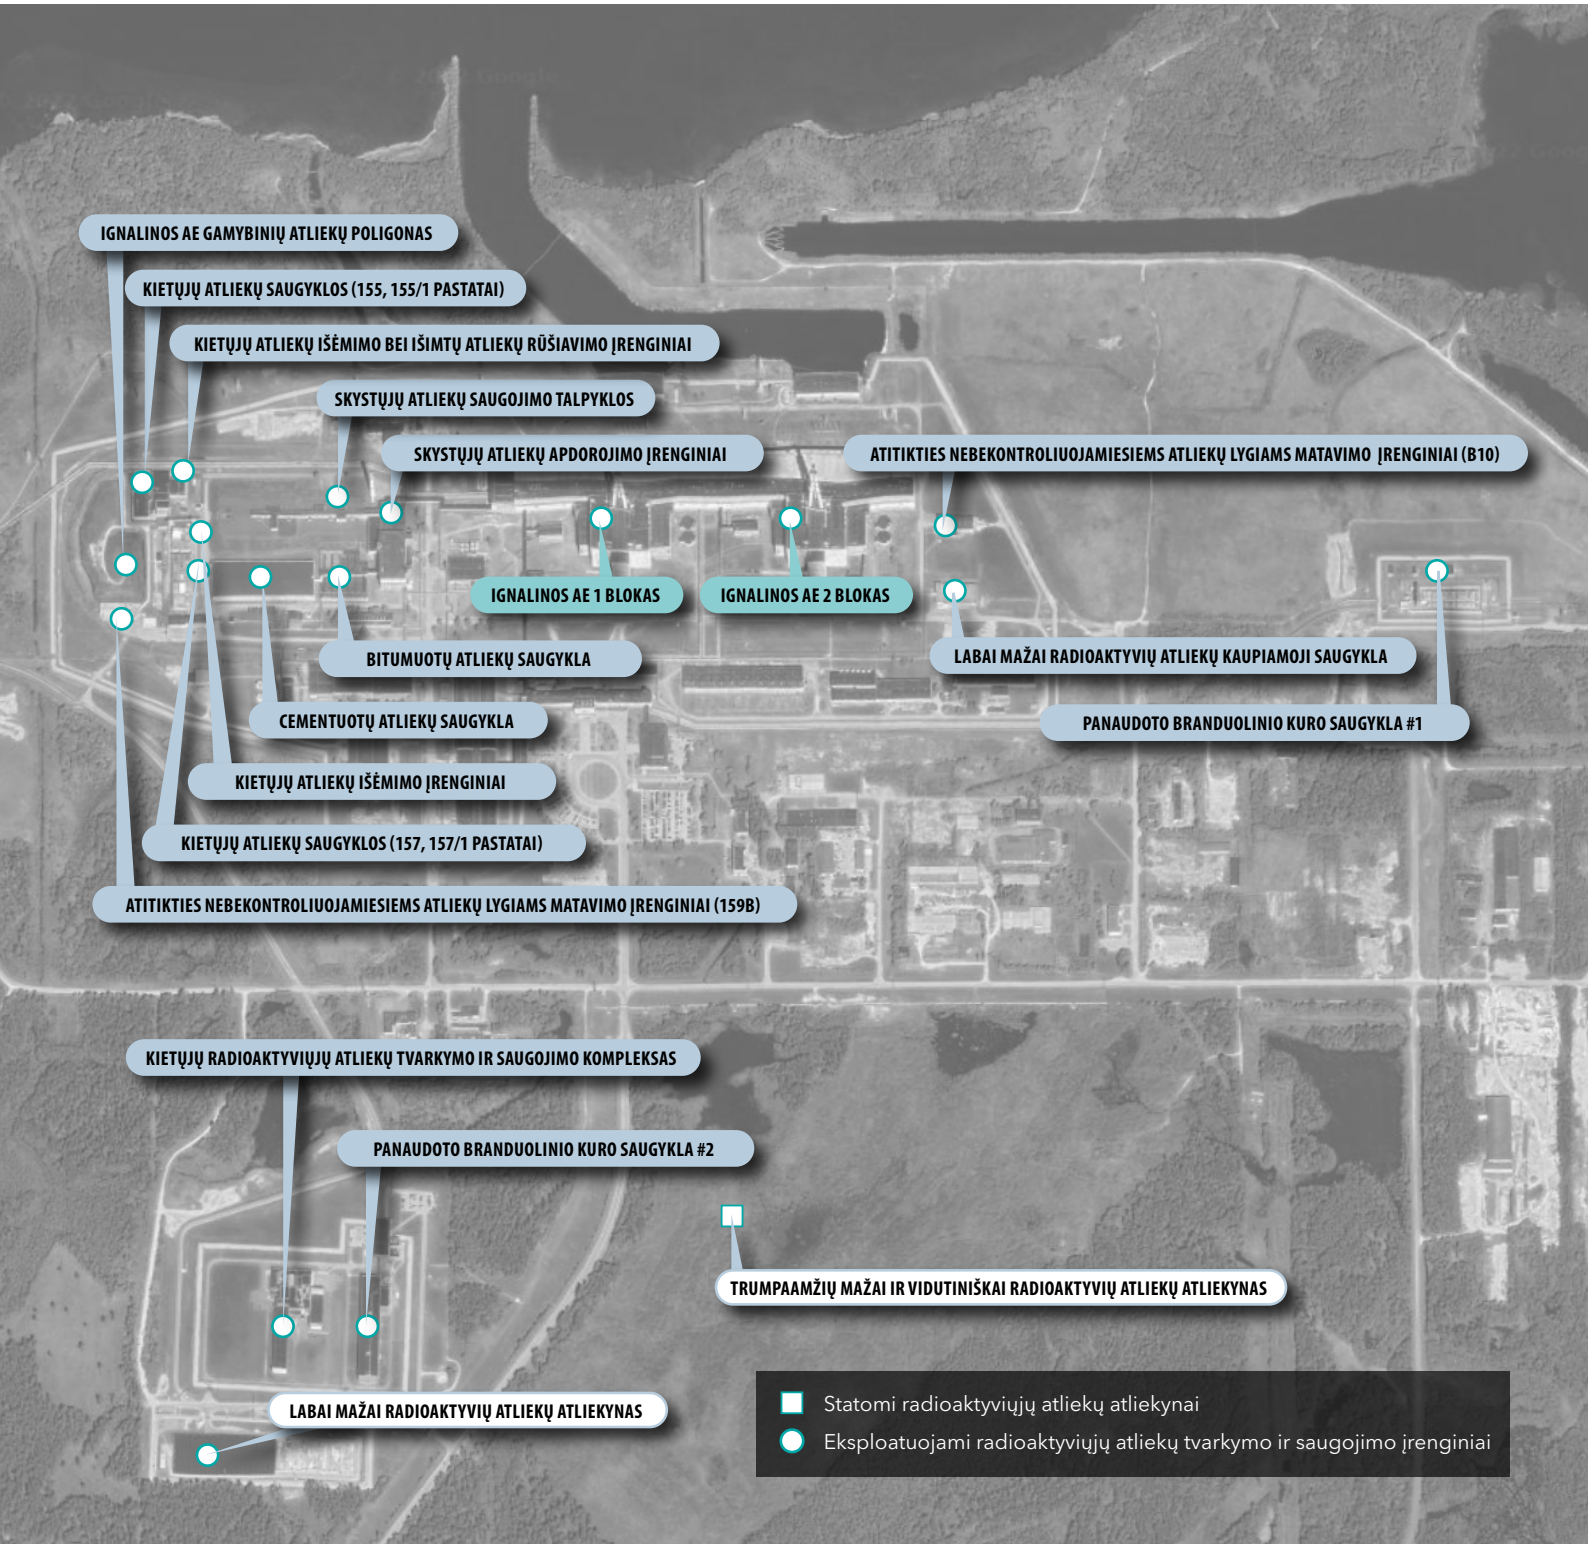 © 2022 Google
2022 Google
IGNALINOS AE GAMYBINIŲ ATLIEKŲ POLIGONAS
KIETŲJŲ ATLIEKŲ SAUGYKLOS (155, 155/1 PASTATAI)
KIETŲJŲ ATLIEKŲ IŠĖMIMO BEI IŠIMTŲ ATLIEKŲ RŪŠIAVIMO ĮRENGINIAI
SKYSTŲJŲ ATLIEKŲ SAUGOJIMO TALPYKLOS
SKYSTŲJŲ ATLIEKŲ APDOROJIMO ĮRENGINIAI
ATITIKTIES NEBEKONTROLIUOJAMIESIEMS ATLIEKŲ LYGIAMS MATAVIMO ĮRENGINIAI (B10)
IGNALINOS AE 1 BLOKAS
IGNALINOS AE 2 BLOKAS
BITUMUOTŲ ATLIEKŲ SAUGYKLA
LABAI MAŽAI RADIOAKTYVIŲ ATLIEKŲ KAUPIAMOJI SAUGYKLA
CEMENTUOTŲ ATLIEKŲ SAUGYKLA
PANAUDOTO BRANDUOLINIO KURO SAUGYKLA #1
KIETŲJŲ ATLIEKŲ IŠĖMIMO ĮRENGINIAI
KIETŲJŲ ATLIEKŲ SAUGYKLOS (157, 157/1 PASTATAI)
ATITIKTIES NEBEKONTROLIUOJAMIESIEMS ATLIEKŲ LYGIAMS MATAVIMO ĮRENGINIAI (159B)
KIETŲJŲ RADIOAKTYVIŲJŲ ATLIEKŲ TVARKYMO IR SAUGOJIMO KOMPLEKSAS
PANAUDOTO BRANDUOLINIO KURO SAUGYKLA #2
TRUMPAAMŽIŲ MAŽAI IR VIDUTINIŠKAI RADIOAKTYVIŲ ATLIEKŲ ATLIEKYNAS
LABAI MAŽAI RADIOAKTYVIŲ ATLIEKŲ ATLIEKYNAS
Statomi radioaktyviųjų atliekų atliekynai
Eksploatuojami radioaktyviųjų atliekų tvarkymo ir saugojimo įrenginiai